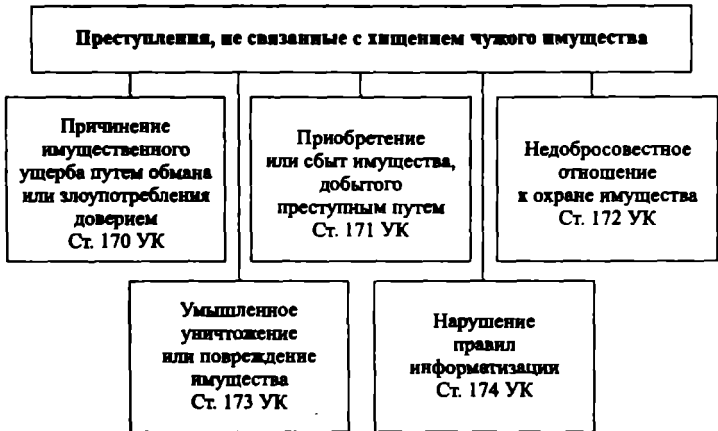 Преступления, не связанные с хищением чужого имущества
Причинение
имущественного
ущерба путем обмана
или злоупотребления
доверием
Ст. 170 УК
Приобретение
или сбыт имущества,
добытого
преступным путем
Ст. 171 УК
Недобросовестное
отношение
к охране имущества
Ст. 172 УК
Умышленное
уничтожение
или повреждение
имущества
Ст. 173 УК
Нарушение
правил
информатизации
Ст. 174 УК